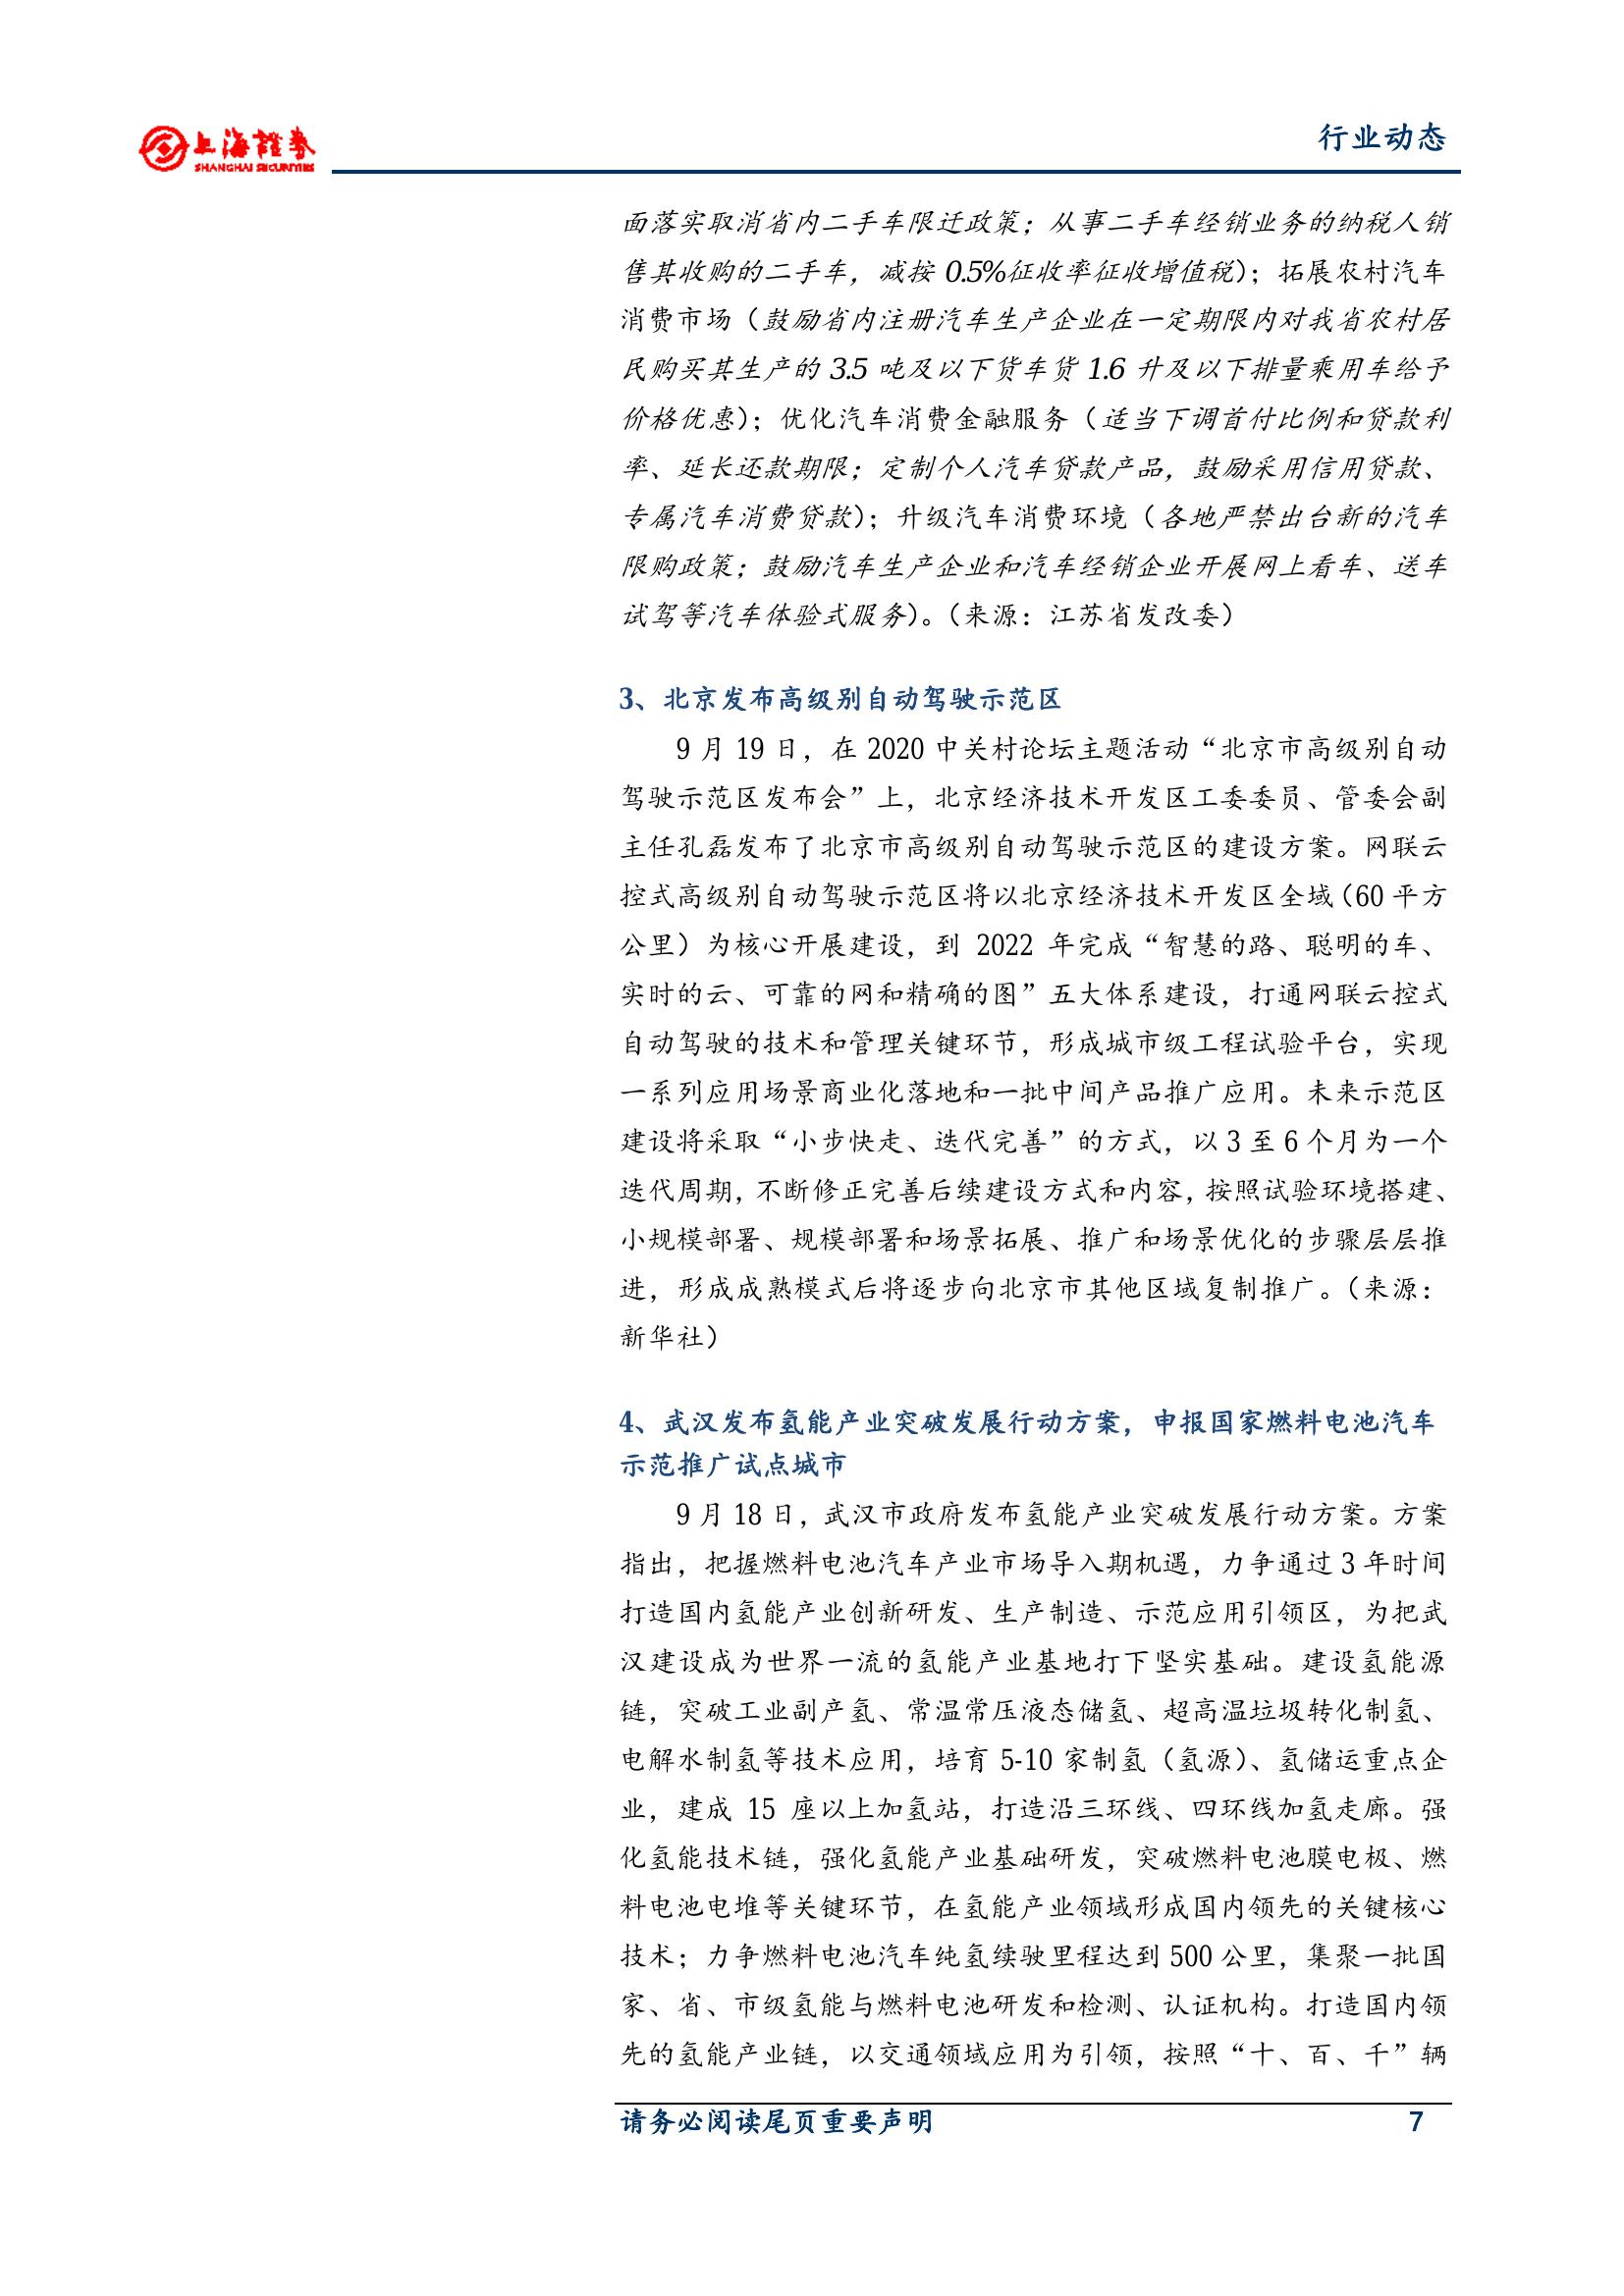 上海證券
SHANGHAI SECURITIES
行业动态
面落实取消省内二手车限迁政策；从事二手车经销业务的纳税人销
售其收购的二手车，减按 0.5%征收率征收增值税）；拓展农村汽车
消费市场（鼓励省内注册汽车生产企业在一定期限内对我省农村居
民购买其生产的 3.5 吨及以下货车货 1.6 升及以下排量乘用车给予
价格优惠）；优化汽车消费金融服务（适当下调首付比例和贷款利
率、延长还款期限；定制个人汽车贷款产品，鼓励采用信用贷款、
专属汽车消费贷款）；升级汽车消费环境（各地严禁出台新的汽车
限购政策；鼓励汽车生产企业和汽车经销企业开展网上看车、送车
试驾等汽车体验式服务）。（来源：江苏省发改委）
3、北京发布高级别自动驾驶示范区
9 月 19 日，在 2020 中关村论坛主题活动“北京市高级别自动
驾驶示范区发布会”上，北京经济技术开发区工委委员、管委会副
主任孔磊发布了北京市高级别自动驾驶示范区的建设方案。网联云
控式高级别自动驾驶示范区将以北京经济技术开发区全域（60 平方
公里）为核心开展建设，到 2022 年完成“智慧的路、聪明的车、
实时的云、可靠的网和精确的图”五大体系建设，打通网联云控式
自动驾驶的技术和管理关键环节，形成城市级工程试验平台，实现
一系列应用场景商业化落地和一批中间产品推广应用。未来示范区
建设将采取“小步快走、迭代完善”的方式，以 3 至 6 个月为一个
迭代周期，不断修正完善后续建设方式和内容，按照试验环境搭建、
小规模部署、规模部署和场景拓展、推广和场景优化的步骤层层推
进，形成成熟模式后将逐步向北京市其他区域复制推广。（来源：
新华社）
4、武汉发布氢能产业突破发展行动方案，申报国家燃料电池汽车
示范推广试点城市
9 月 18 日，武汉市政府发布氢能产业突破发展行动方案。方案
指出，把握燃料电池汽车产业市场导入期机遇，力争通过 3 年时间
打造国内氢能产业创新研发、生产制造、示范应用引领区，为把武
汉建设成为世界一流的氢能产业基地打下坚实基础。建设氢能源
链，突破工业副产氢、常温常压液态储氢、超高温垃圾转化制氢、
电解水制氢等技术应用，培育 5-10 家制氢（氢源）、氢储运重点企
业，建成 15 座以上加氢站，打造沿三环线、四环线加氢走廊。强
化氢能技术链，强化氢能产业基础研发，突破燃料电池膜电极、燃
料电池电堆等关键环节，在氢能产业领域形成国内领先的关键核心
技术；力争燃料电池汽车纯氢续驶里程达到 500 公里，集聚一批国
家、省、市级氢能与燃料电池研发和检测、认证机构。打造国内领
先的氢能产业链，以交通领域应用为引领，按照“十、百、千”辆
请务必阅读尾页重要声明 7